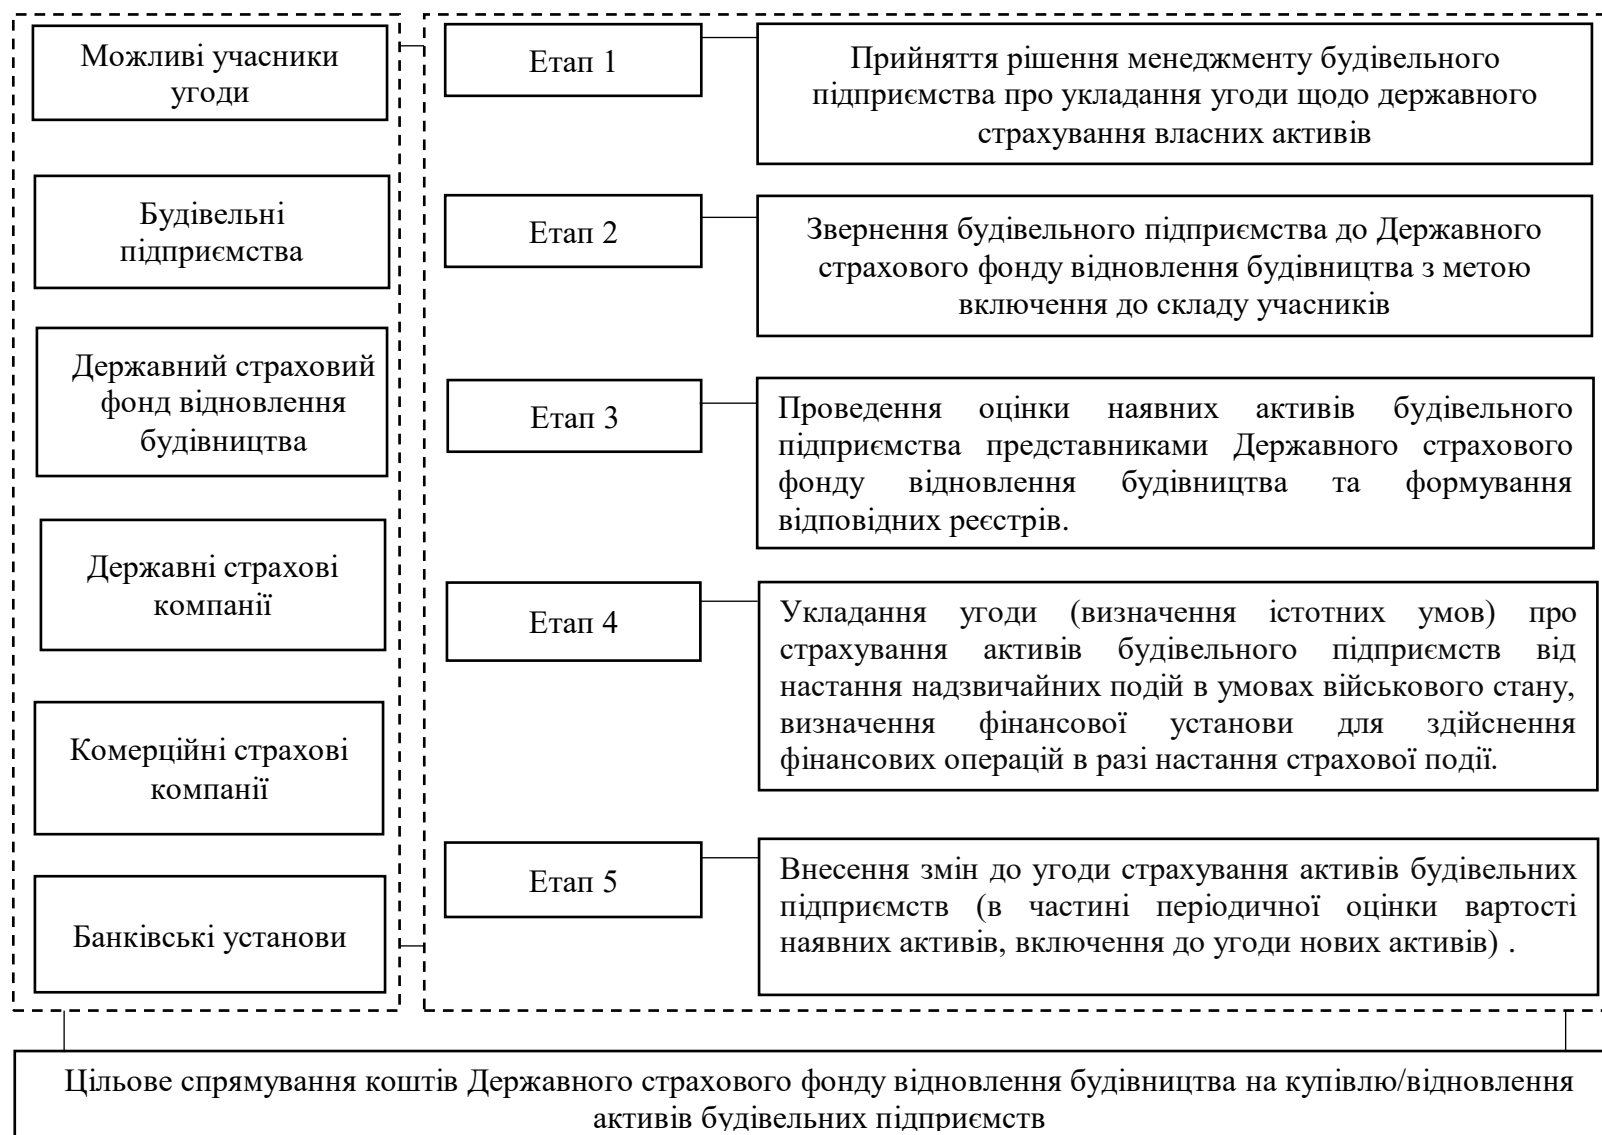 Можливі учасники
угоди
Будівельні
підприємства
Державний страховий
фонд відновлення
будівництва
Державні страхові
компанії
Комерційні страхові
компанії
Банківські установи
Етап 1
Прийняття рішення менеджменту будівельного
підприємства про укладання угоди щодо державного
страхування власних активів
Етап 2
Звернення будівельного підприємства до Державного
страхового фонду відновлення будівництва з метою
включення до складу учасників
Етап 3
Проведення оцінки наявних активів будівельного
підприємства представниками Державного страхового
фонду відновлення будівництва та формування
відповідних реєстрів.
Етап 4
Укладання угоди (визначення істотних умов) про
страхування активів будівельного підприємств від
настання надзвичайних подій в умовах військового стану,
визначення фінансової установи для здійснення
фінансових операцій в разі настання страхової події.
Етап 5
Внесення змін до угоди страхування активів будівельних
підприємств (в частині періодичної оцінки вартості
наявних активів, включення до угоди нових активів) .
Цільове спрямування коштів Державного страхового фонду відновлення будівництва на купівлю/відновлення
активів будівельних підприємств